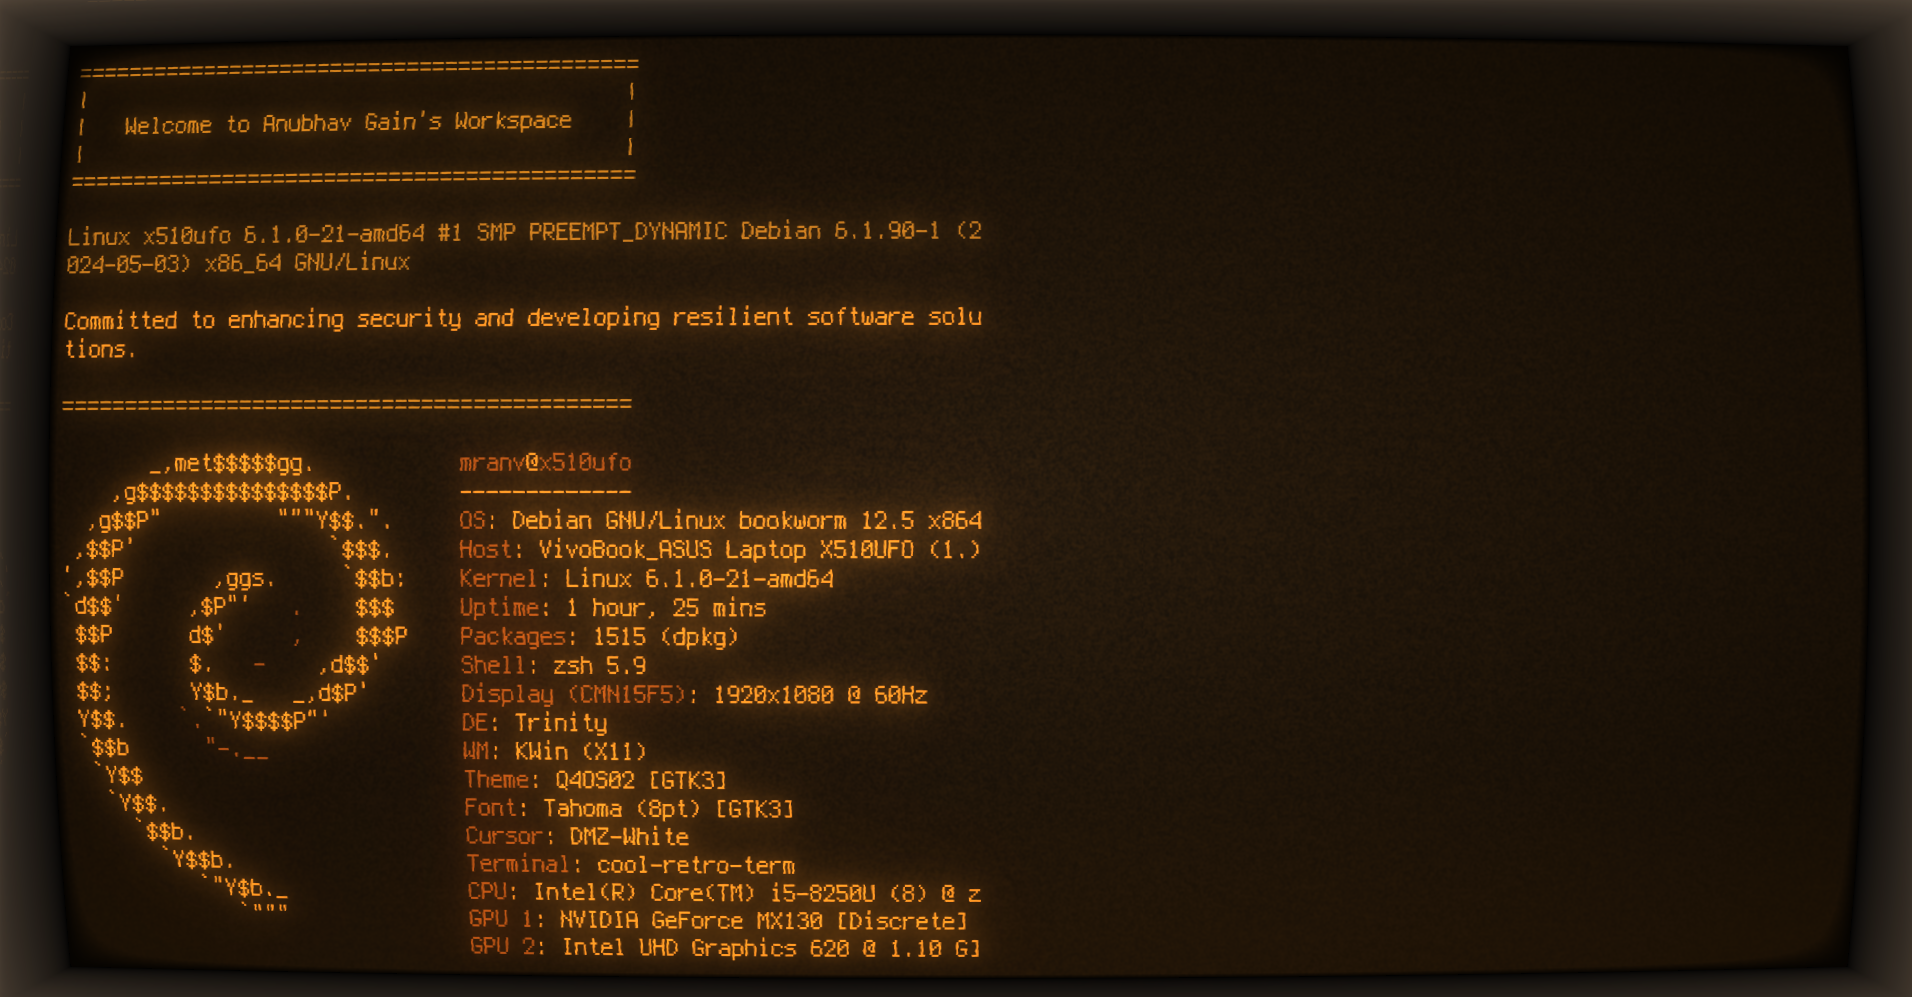 ===========================================
|                                         |
|   Welcome to Anubhav Gain's Workspace   |
|                                         |
===========================================
Linux x510ufo 6.1.0-21-amd64 #1 SMP PREEMPT_DYNAMIC Debian 6.1.90-1 (2
024-05-03) x86_64 GNU/Linux
Committed to enhancing security and developing resilient software solu
tions.
===========================================
_,met$$$$$gg. mranv@x510ufo
,g$$$$$$$$$$$$$$$P. -------------
,g$$P" """Y$$.". OS: Debian GNU/Linux bookworm 12.5 x864
,$$P' `$$$. Host: VivoBook_ASUS Laptop X510UFO (1.)
',$$P ,ggs. `$$b: Kernel: Linux 6.1.0-21-amd64
`d$$' ,$P"' . $$$ Uptime: 1 hour, 25 mins
$$P d$' , $$$P Packages: 1515 (dpkg)
$$: $. - ,d$$' Shell: zsh 5.9
$$; Y$b._ _,d$P' Display (CMN15F5): 1920x1080 @ 60Hz
Y$$. `.`"Y$$$$P"' DE: Trinity
`$$b "-.__ WM: KWin (X11)
`Y$$ Theme: Q4OS02 [GTK3]
`Y$$. Font: Tahoma (8pt) [GTK3]
`$$b. Cursor: DMZ-White
`Y$$b. Terminal: cool-retro-term
`"Y$b._ CPU: Intel(R) Core(TM) i5-8250U (8) @ z
`""" GPU 1: NVIDIA GeForce MX130 [Discrete]
GPU 2: Intel UHD Graphics 620 @ 1.10 G]